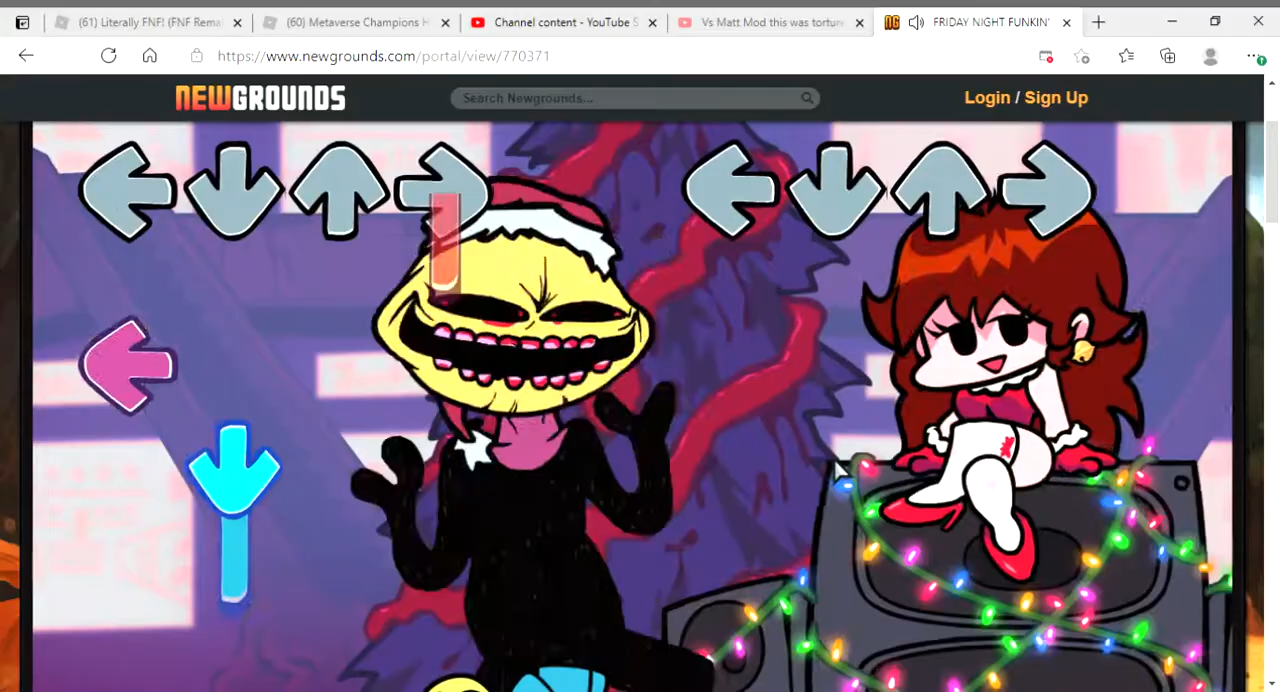 (61) Literally FNF! (FNF Rema
(60) Metaverse Champions H
Channel content - YouTube S
Vs Matt Mod this was torture
FRIDAY NIGHT FUNKIN'
https://www.newgrounds.com/portal/view/770371
NEWGROUNDS
Search Newgrounds...
Login / Sign Up